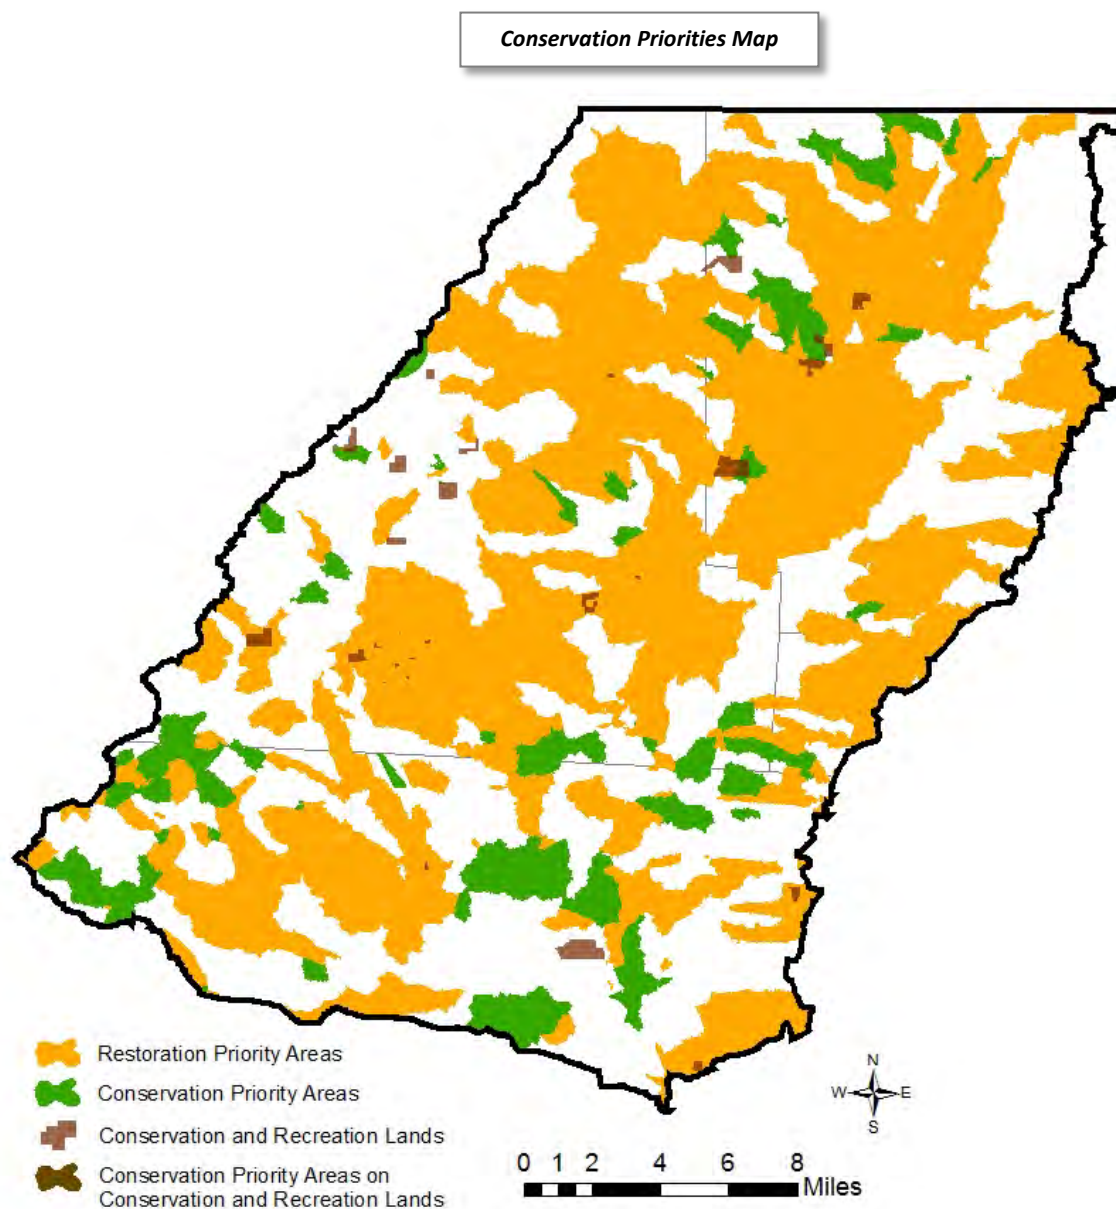 Conservation Priorities Map
Restoration Priority Areas
Conservation Priority Areas
Conservation and Recreation Lands
Conservation Priority Areas on
Conservation and Recreation Lands
N
W E
S
0 1 2 4 6 8
Miles